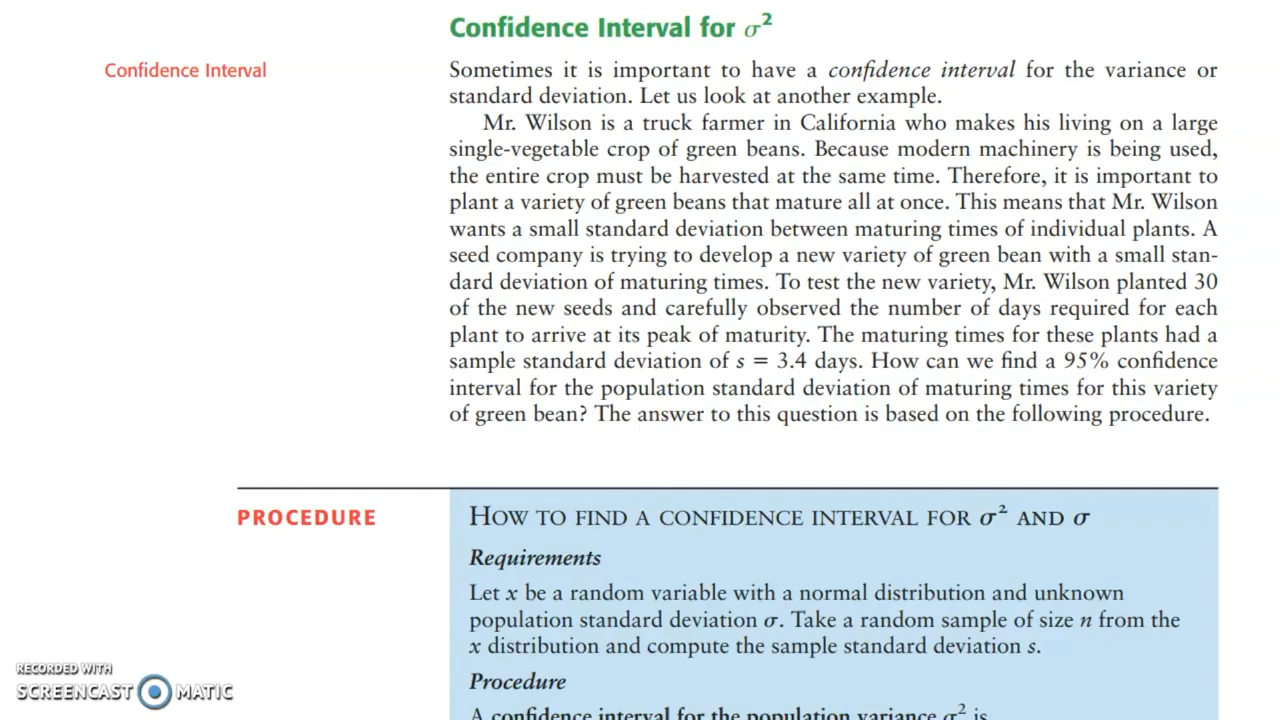 Confidence Interval for σ²
Confidence Interval
Sometimes it is important to have a confidence interval for the variance or
standard deviation. Let us look at another example.
Mr. Wilson is a truck farmer in California who makes his living on a large
single-vegetable crop of green beans. Because modern machinery is being used,
the entire crop must be harvested at the same time. Therefore, it is important to
plant a variety of green beans that mature all at once. This means that Mr. Wilson
wants a small standard deviation between maturing times of individual plants. A
seed company is trying to develop a new variety of green bean with a small stan-
dard deviation of maturing times. To test the new variety, Mr. Wilson planted 30
of the new seeds and carefully observed the number of days required for each
plant to arrive at its peak of maturity. The maturing times for these plants had a
sample standard deviation of s = 3.4 days. How can we find a 95% confidence
interval for the population standard deviation of maturing times for this variety
of green bean? The answer to this question is based on the following procedure.
PROCEDURE
HOW TO FIND A CONFIDENCE INTERVAL FOR σ² AND σ
Requirements
Let x be a random variable with a normal distribution and unknown
population standard deviation σ. Take a random sample of size n from the
x distribution and compute the sample standard deviation s.
Procedure
A confidence interval for the population variance σ² is
RECORDED WITH
SCREENCAST MATIC